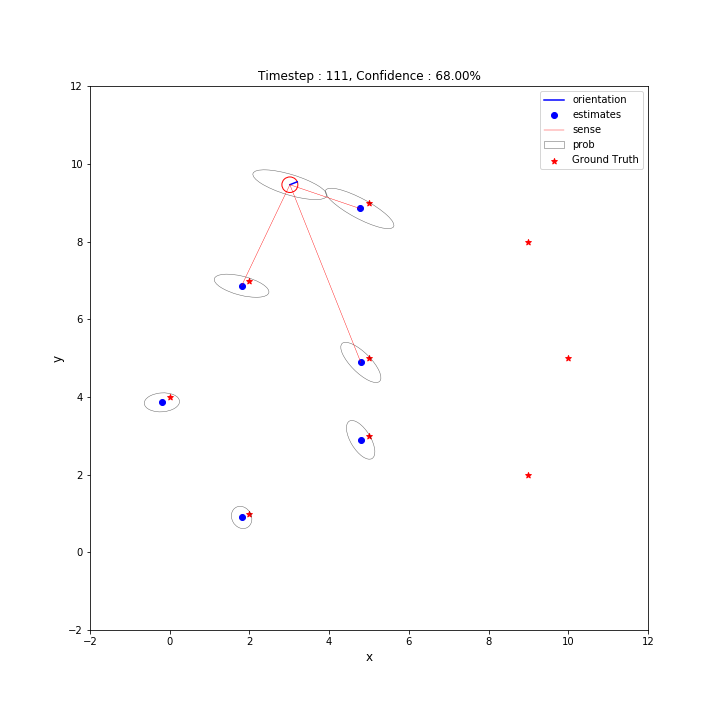 Timestep : 111, Confidence : 68.00%
orientation
estimates
sense
prob
Ground Truth
12
10
8
6
4
2
0
−2
y
−2 0 2 4 6 8 10 12
x